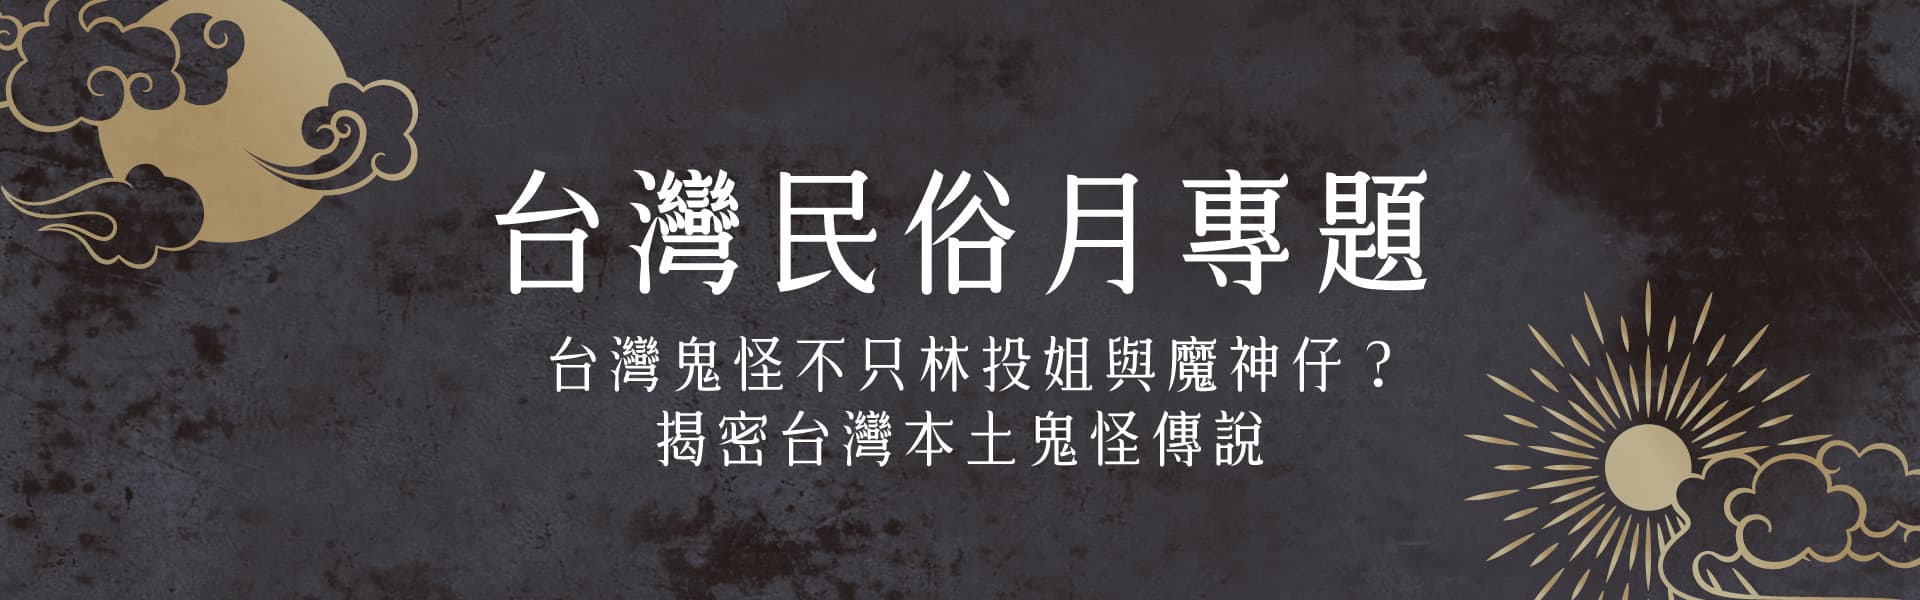 台灣民俗月專題
台灣鬼怪不只林投姐與魔神仔？
揭密台灣本土鬼怪傳說